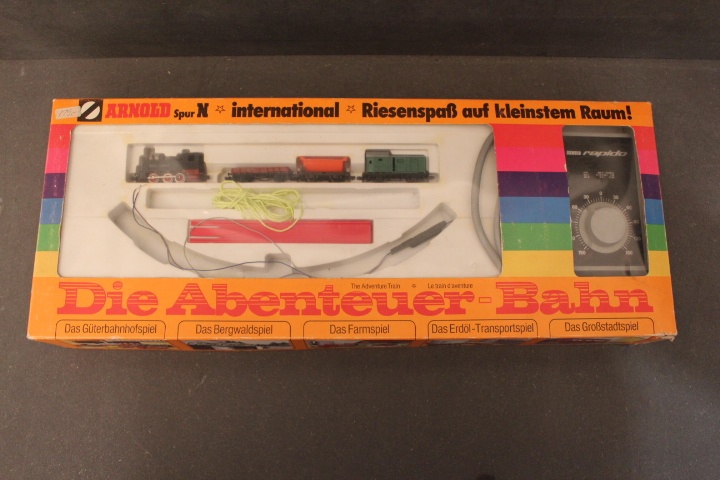 ARNOLD Spur N ☆ international ☆ Riesenspaß auf kleinstem Raum!
rapido
The Adventure Train ☆ Le train d'aventure
Die Abenteuer-Bahn
Das Güterbahnhofspiel Das Bergwaldspiel Das Farmspiel Das Erdöl-Transportspiel Das Großstadtspiel